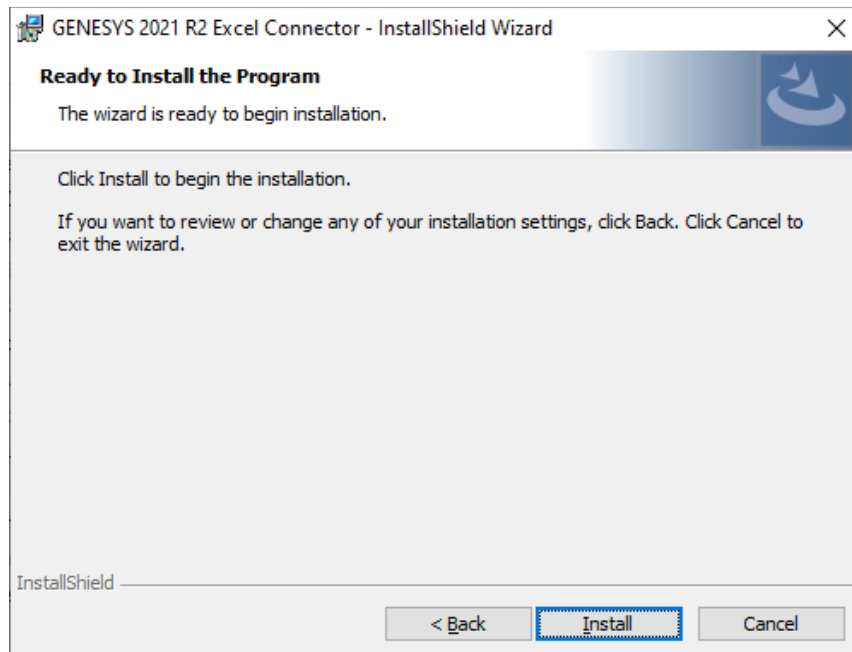 GENESYS 2021 R2 Excel Connector - InstallShield Wizard
Ready to Install the Program
The wizard is ready to begin installation.
Click Install to begin the installation.
If you want to review or change any of your installation settings, click Back. Click Cancel to
exit the wizard.
InstallShield
< Back
Install
Cancel